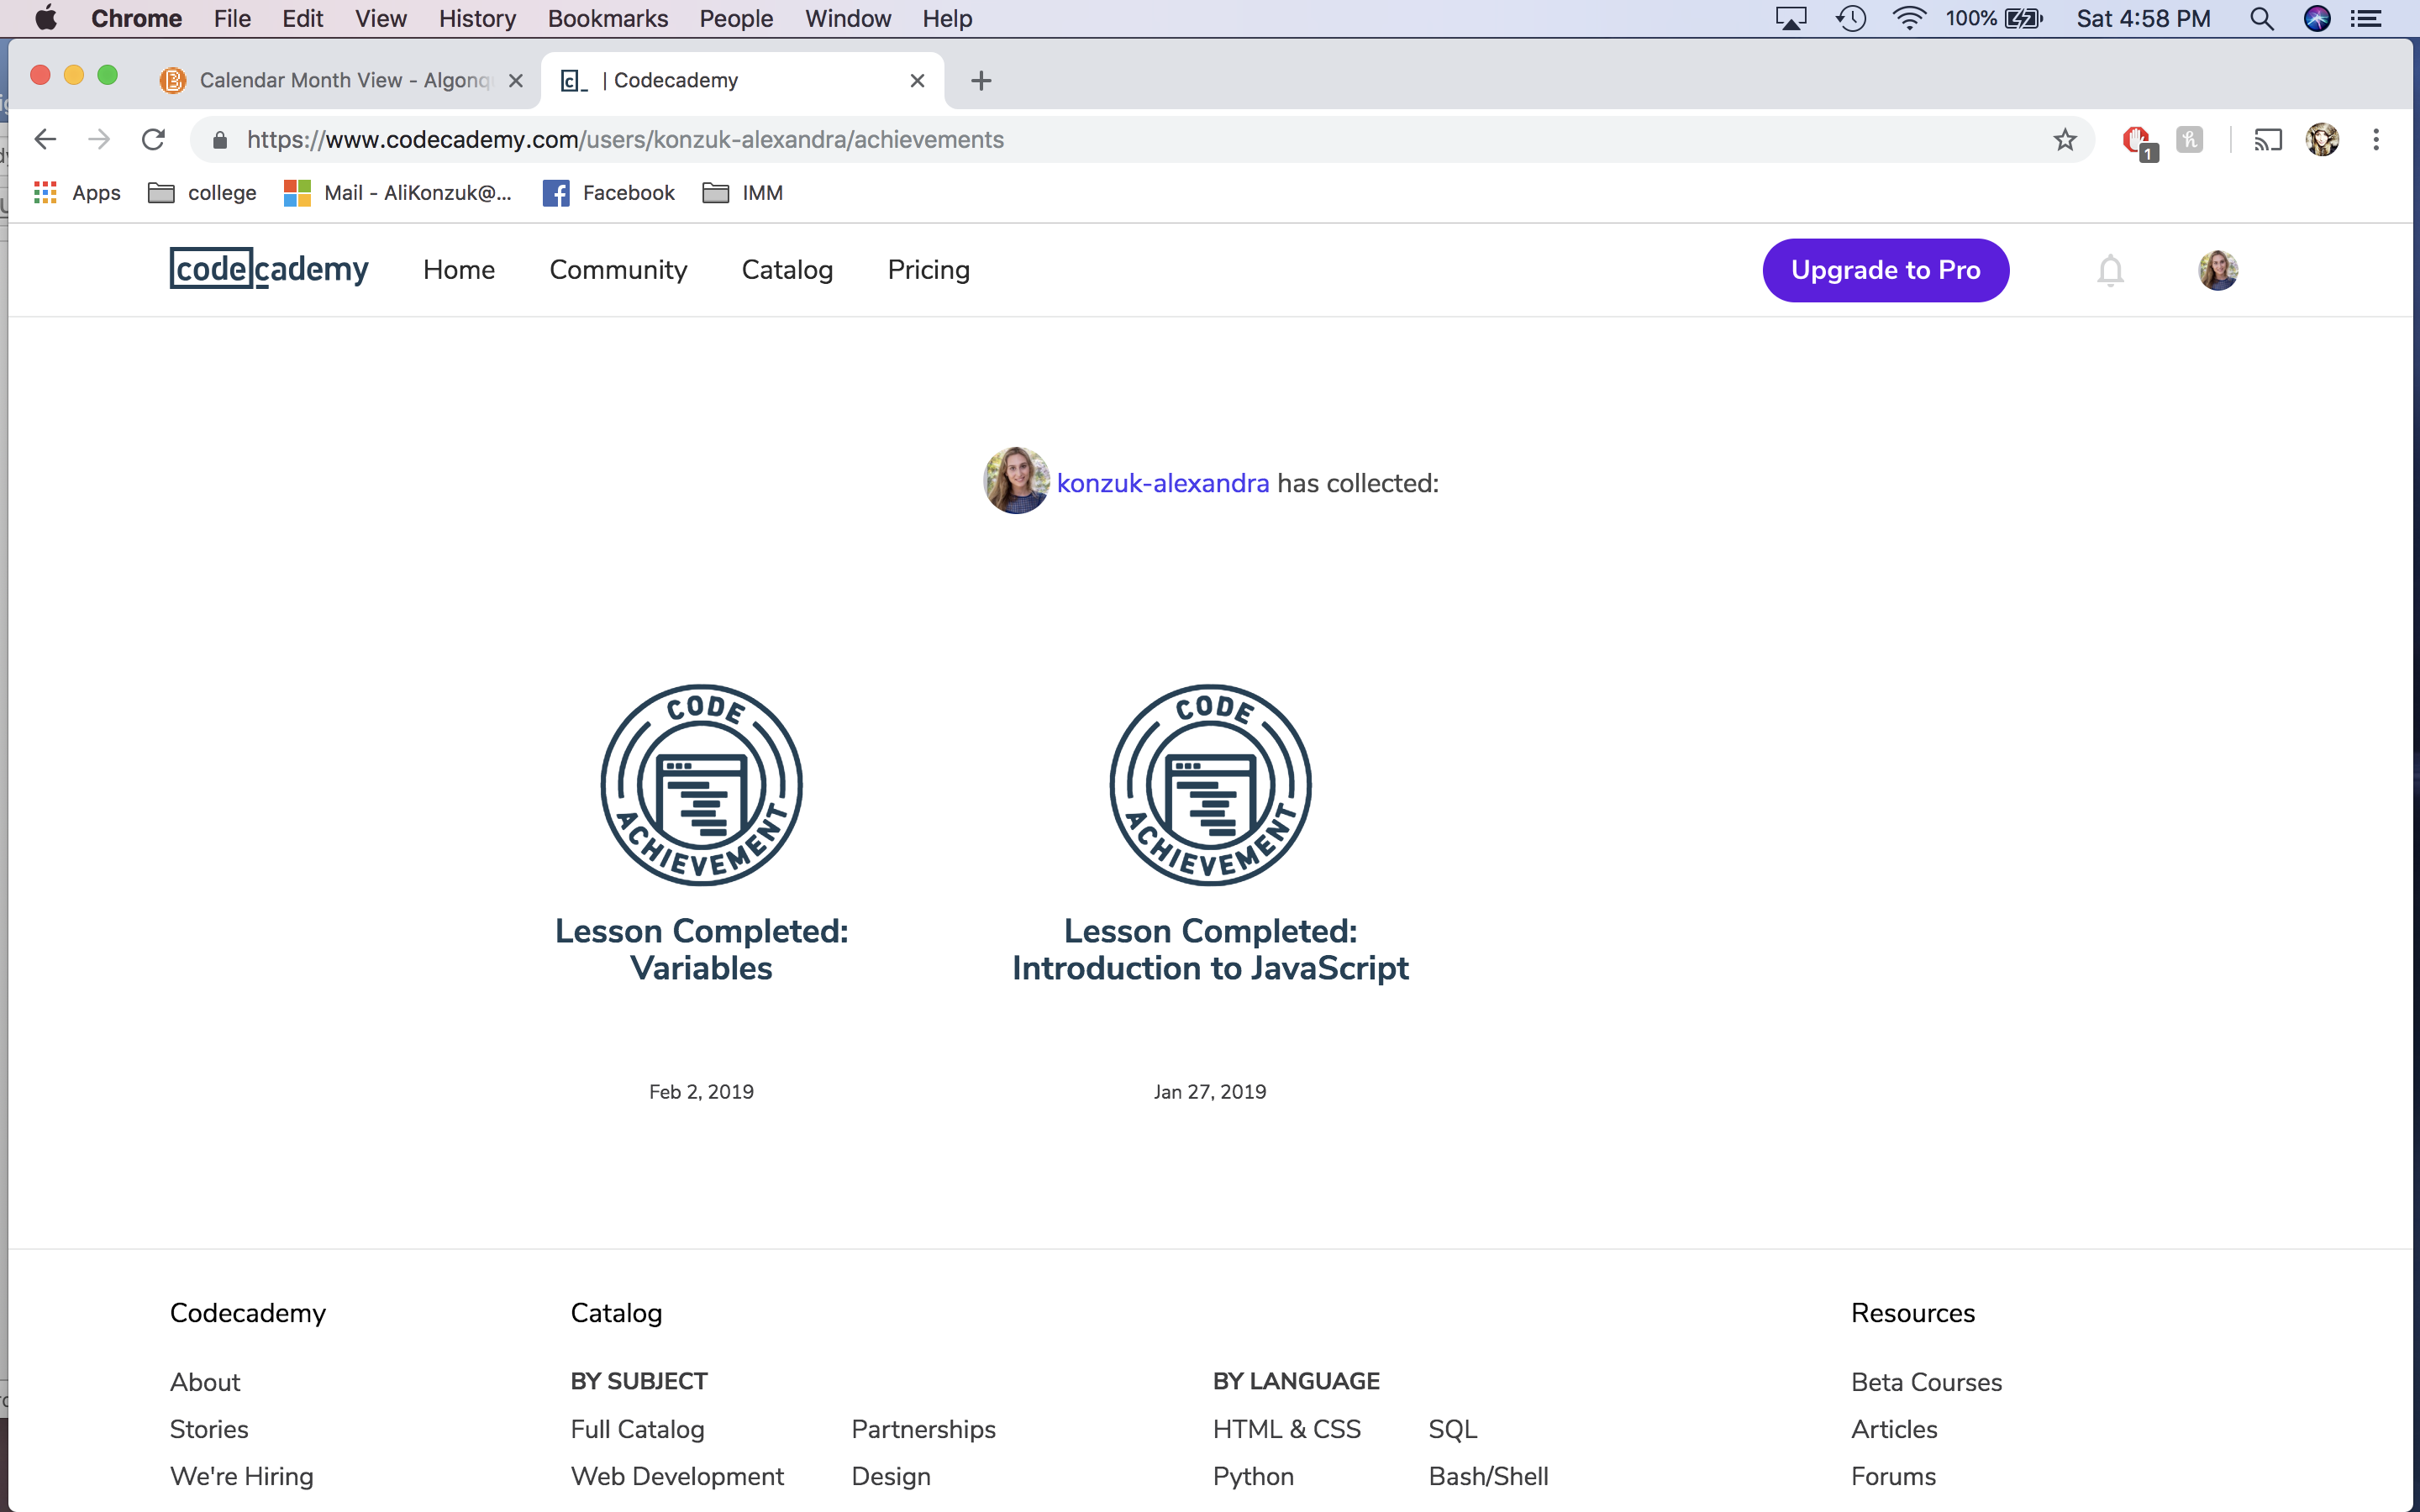 Chrome File Edit View History Bookmarks People Window Help 100% Sat 4:58 PM
Calendar Month View - Algonq | Codecademy
https://www.codecademy.com/users/konzuk-alexandra/achievements 1
Apps college Mail - AliKonzuk@... Facebook IMM
codecademy Home Community Catalog Pricing Upgrade to Pro
konzuk-alexandra has collected:
CODE ACHIEVEMENT
Lesson Completed:
Variables
Feb 2, 2019
CODE ACHIEVEMENT
Lesson Completed:
Introduction to JavaScript
Jan 27, 2019
Codecademy
About
Stories
We're Hiring
Catalog
BY SUBJECT
Full Catalog Partnerships
Web Development Design
BY LANGUAGE
HTML & CSS SQL
Python Bash/Shell
Resources
Beta Courses
Articles
Forums